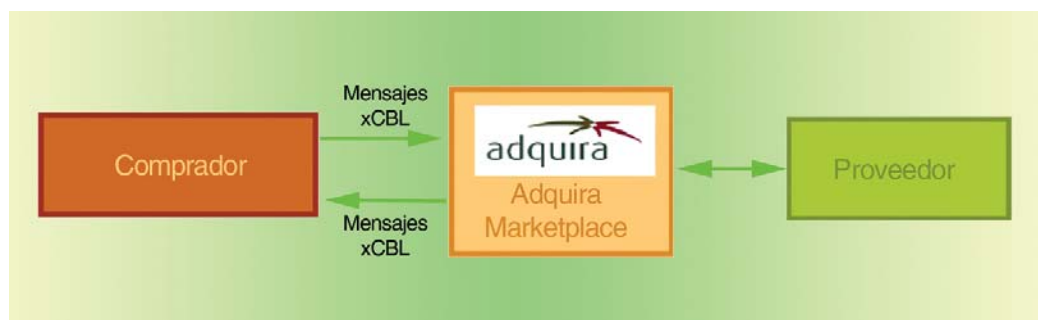 Mensajes
xCBL
Comprador
adquira
Adquira
Marketplace
Proveedor
Mensajes
xCBL